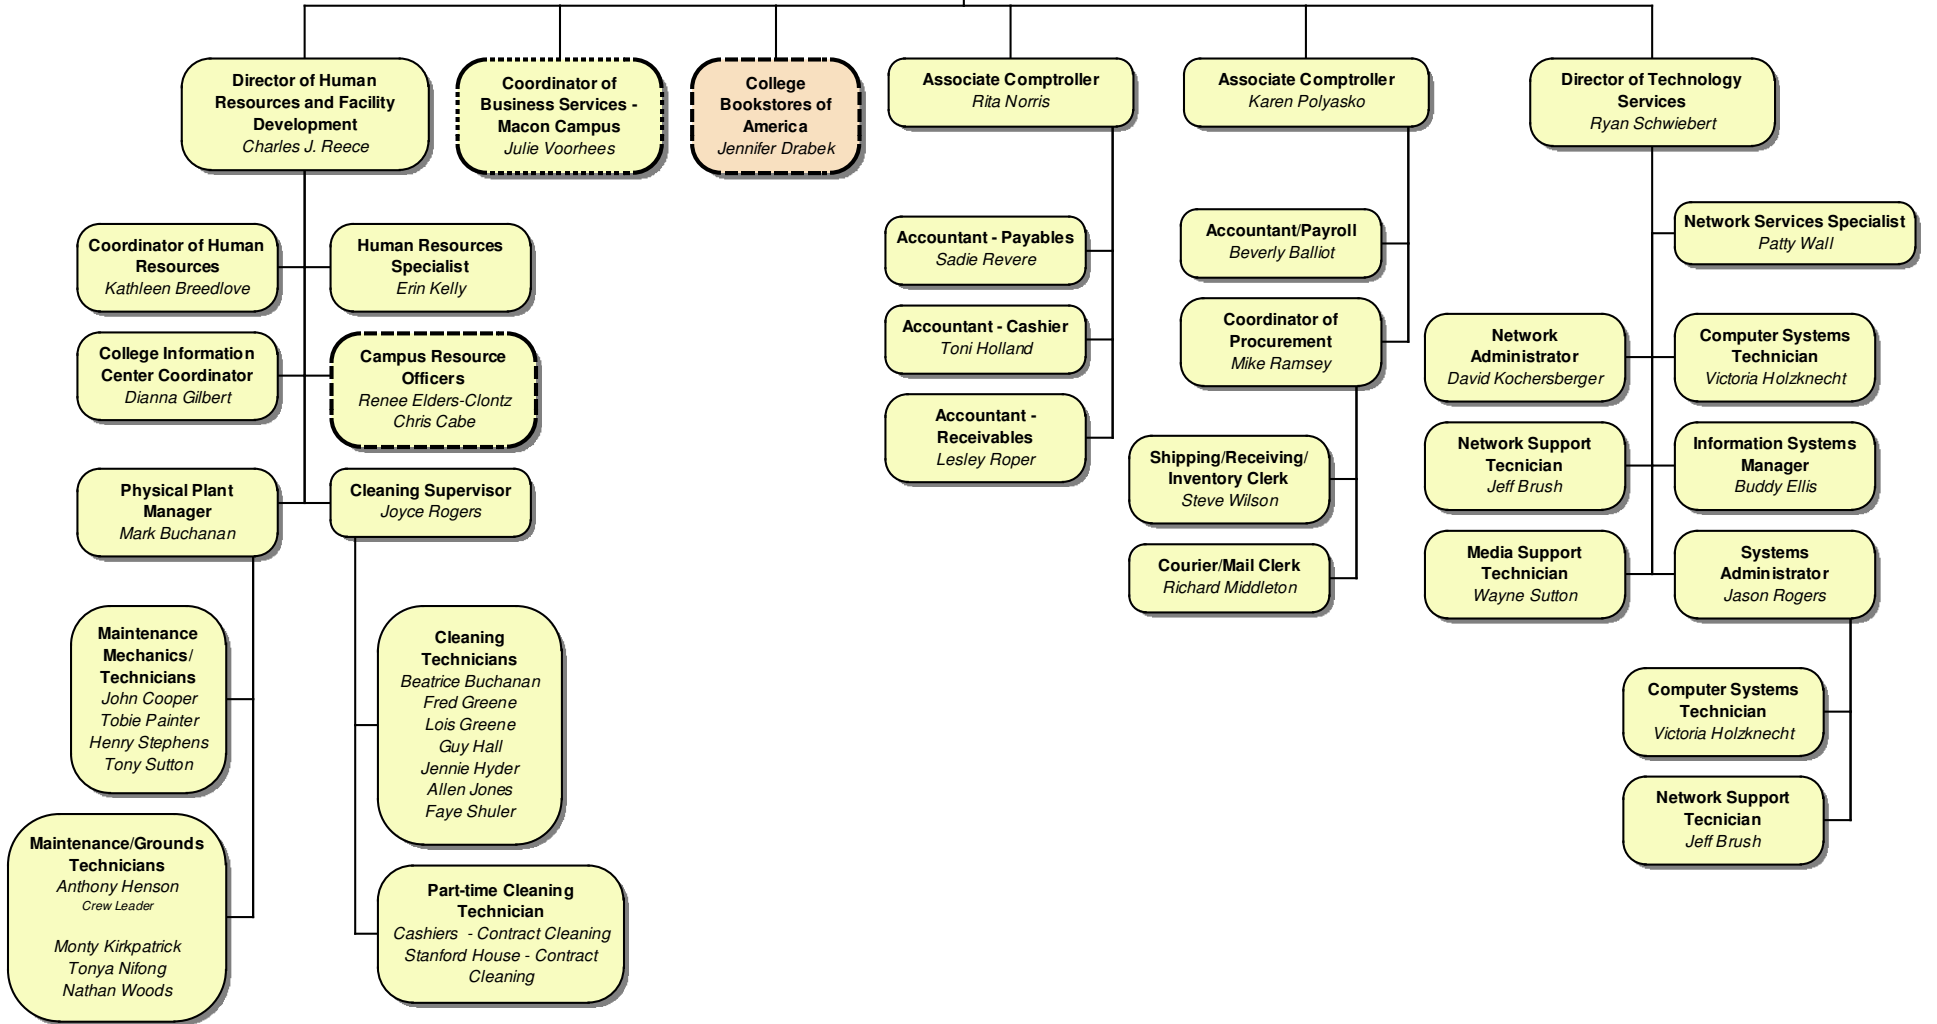 Director of Human
Resources and Facility
Development
Charles J. Reece
Coordinator of
Business Services -
Macon Campus
Julie Voorhees
College
Bookstores of
America
Jennifer Drabek
Associate Comptroller
Rita Norris
Associate Comptroller
Karen Polyasko
Director of Technology
Services
Ryan Schwiebert
Coordinator of Human
Resources
Kathleen Breedlove
Human Resources
Specialist
Erin Kelly
College Information
Center Coordinator
Dianna Gilbert
Campus Resource
Officers
Renee Elders-Clontz
Chris Cabe
Physical Plant
Manager
Mark Buchanan
Cleaning Supervisor
Joyce Rogers
Maintenance
Mechanics/
Technicians
John Cooper
Tobie Painter
Henry Stephens
Tony Sutton
Maintenance/Grounds
Technicians
Anthony Henson
Crew Leader
Monty Kirkpatrick
Tonya Nifong
Nathan Woods
Cleaning
Technicians
Beatrice Buchanan
Fred Greene
Lois Greene
Guy Hall
Jennie Hyder
Allen Jones
Faye Shuler
Part-time Cleaning
Technician
Cashiers - Contract Cleaning
Stanford House - Contract
Cleaning
Accountant - Payables
Sadie Revere
Accountant - Cashier
Toni Holland
Accountant -
Receivables
Lesley Roper
Accountant/Payroll
Beverly Balliot
Coordinator of
Procurement
Mike Ramsey
Shipping/Receiving/
Inventory Clerk
Steve Wilson
Courier/Mail Clerk
Richard Middleton
Network Services Specialist
Patty Wall
Network
Administrator
David Kochersberger
Computer Systems
Technician
Victoria Holzknecht
Network Support
Tecnician
Jeff Brush
Information Systems
Manager
Buddy Ellis
Media Support
Technician
Wayne Sutton
Systems
Administrator
Jason Rogers
Computer Systems
Technician
Victoria Holzknecht
Network Support
Tecnician
Jeff Brush